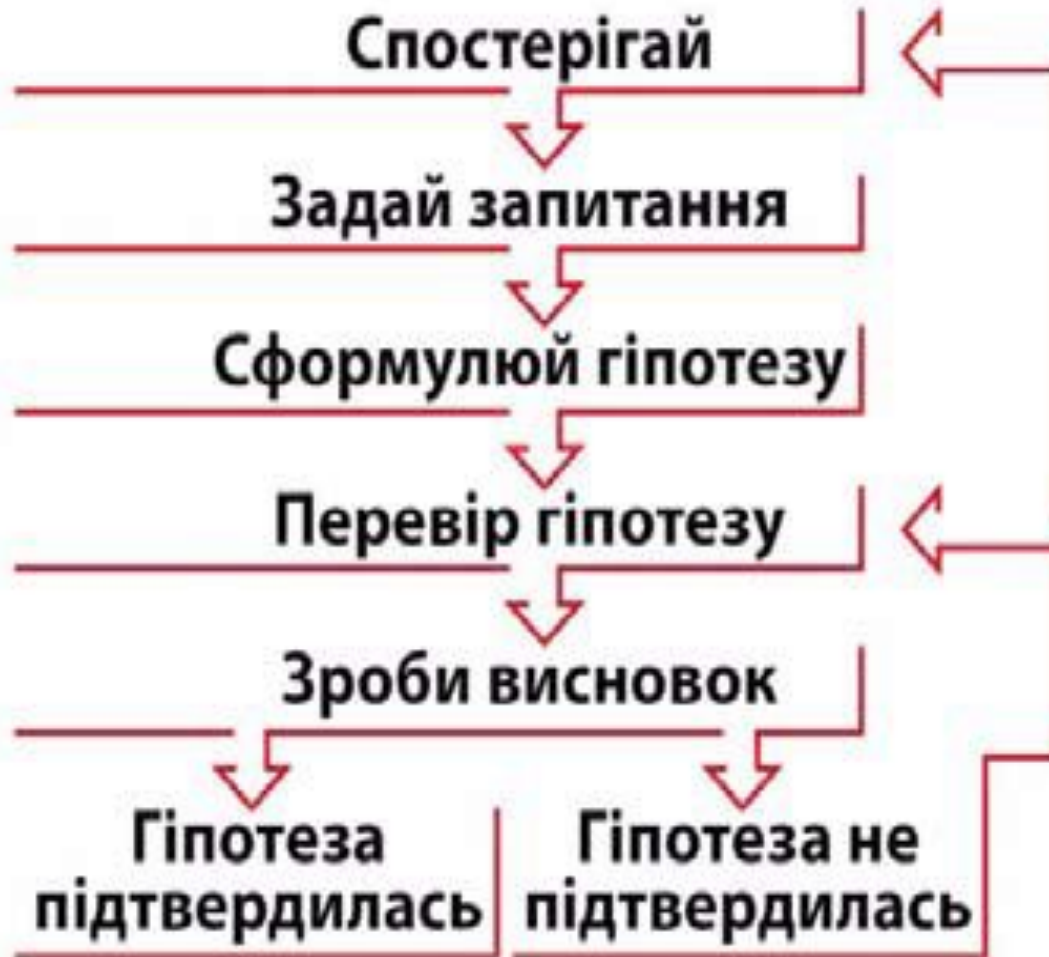 Спостерігай
Задай запитання
Сформулюй гіпотезу
Перевір гіпотезу
Зроби висновок
Гіпотеза
підтвердилась
Гіпотеза не
підтвердилась